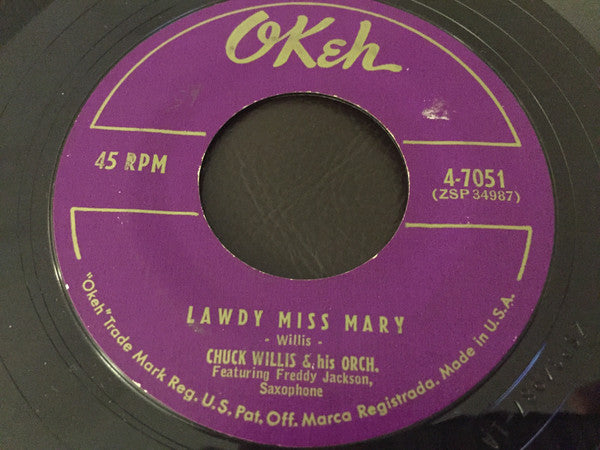 OKeh
45 RPM
4-7051
(ZSP 34987)
LAWDY MISS MARY
- Willis -
CHUCK WILLIS & his ORCH.
Featuring Freddy Jackson,
Saxophone
"Okeh" Trade Mark Reg. U.S. Pat. Off. Marca Registrada. Made in U.S.A.